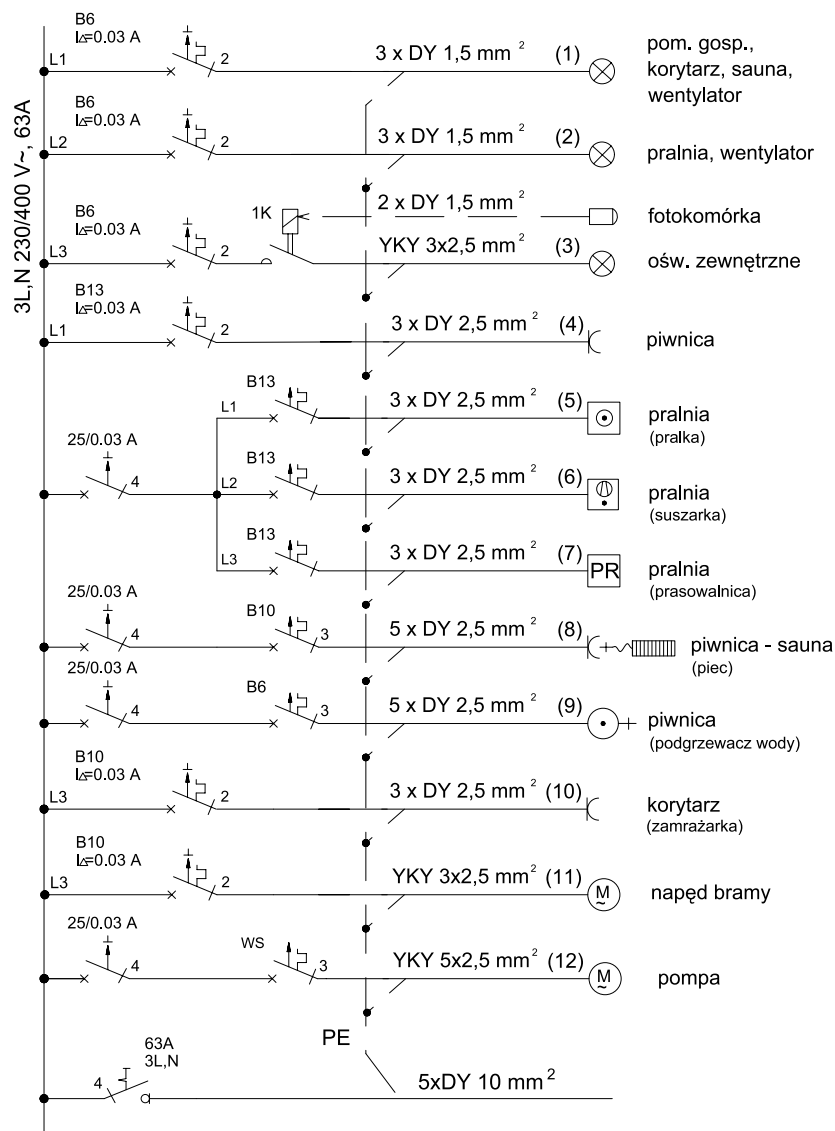 3L,N 230/400 V~, 63A
B6
I△=0.03 A
L1
2
3 x DY 1,5 mm²
(1)
pom. gosp.,
korytarz, sauna,
wentylator
B6
I△=0.03 A
L2
2
3 x DY 1,5 mm²
(2)
pralnia, wentylator
1K
2 x DY 1,5 mm²
fotokomórka
B6
I△=0.03 A
L3
2
YKY 3x2,5 mm²
(3)
ośw. zewnętrzne
B13
I△=0.03 A
L1
2
3 x DY 2,5 mm²
(4)
piwnica
L1
B13
3 x DY 2,5 mm²
(5)
pralnia
(pralka)
25/0.03 A
4
L2
B13
3 x DY 2,5 mm²
(6)
pralnia
(suszarka)
L3
B13
3 x DY 2,5 mm²
(7)
PR
pralnia
(prasowalnica)
25/0.03 A
4
B10
3
5 x DY 2,5 mm²
(8)
piwnica - sauna
(piec)
25/0.03 A
4
B6
3
5 x DY 2,5 mm²
(9)
piwnica
(podgrzewacz wody)
B10
I△=0.03 A
L3
2
3 x DY 2,5 mm²
(10)
korytarz
(zamrażarka)
B10
I△=0.03 A
L3
2
YKY 3x2,5 mm²
(11)
M
~
napęd bramy
25/0.03 A
4
WS
3
YKY 5x2,5 mm²
(12)
M
~
pompa
PE
63A
3L,N
4
5xDY 10 mm²